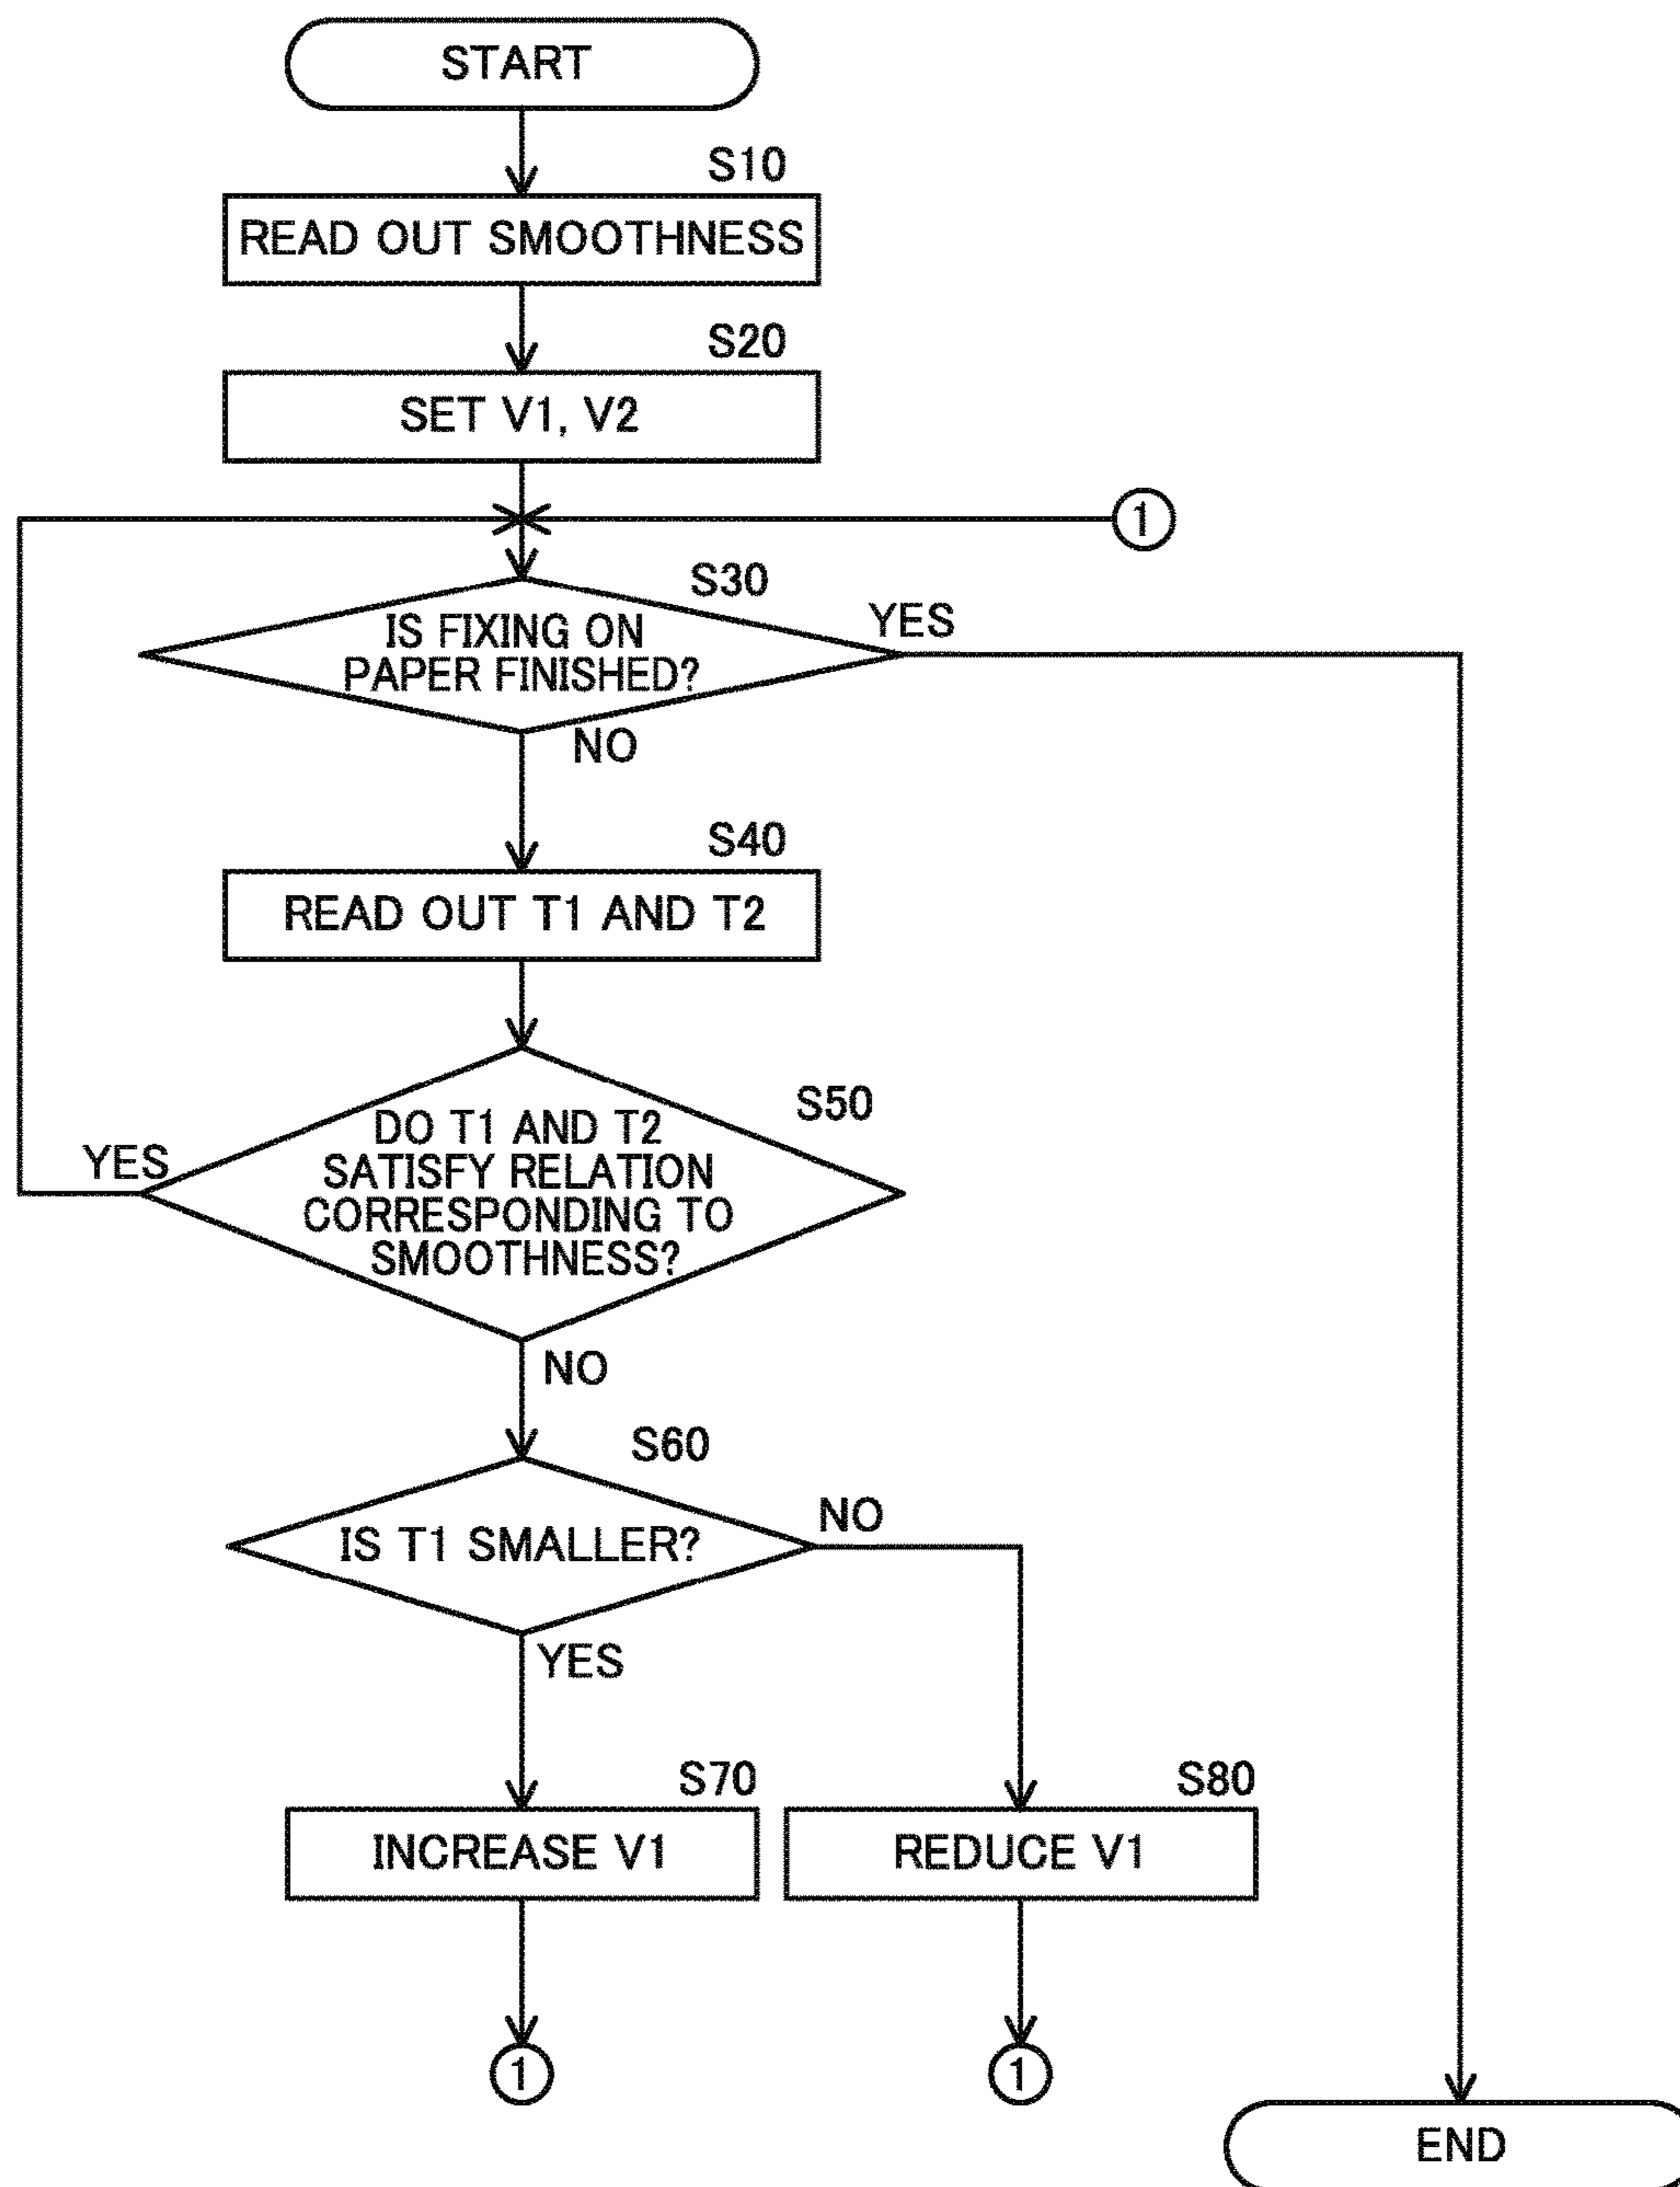 START
S10
READ OUT SMOOTHNESS
S20
SET V1, V2
1
S30
IS FIXING ON
PAPER FINISHED?
YES
NO
S40
READ OUT T1 AND T2
S50
DO T1 AND T2
SATISFY RELATION
CORRESPONDING TO
SMOOTHNESS?
YES
NO
S60
IS T1 SMALLER?
NO
YES
S70
INCREASE V1
S80
REDUCE V1
1
1
END